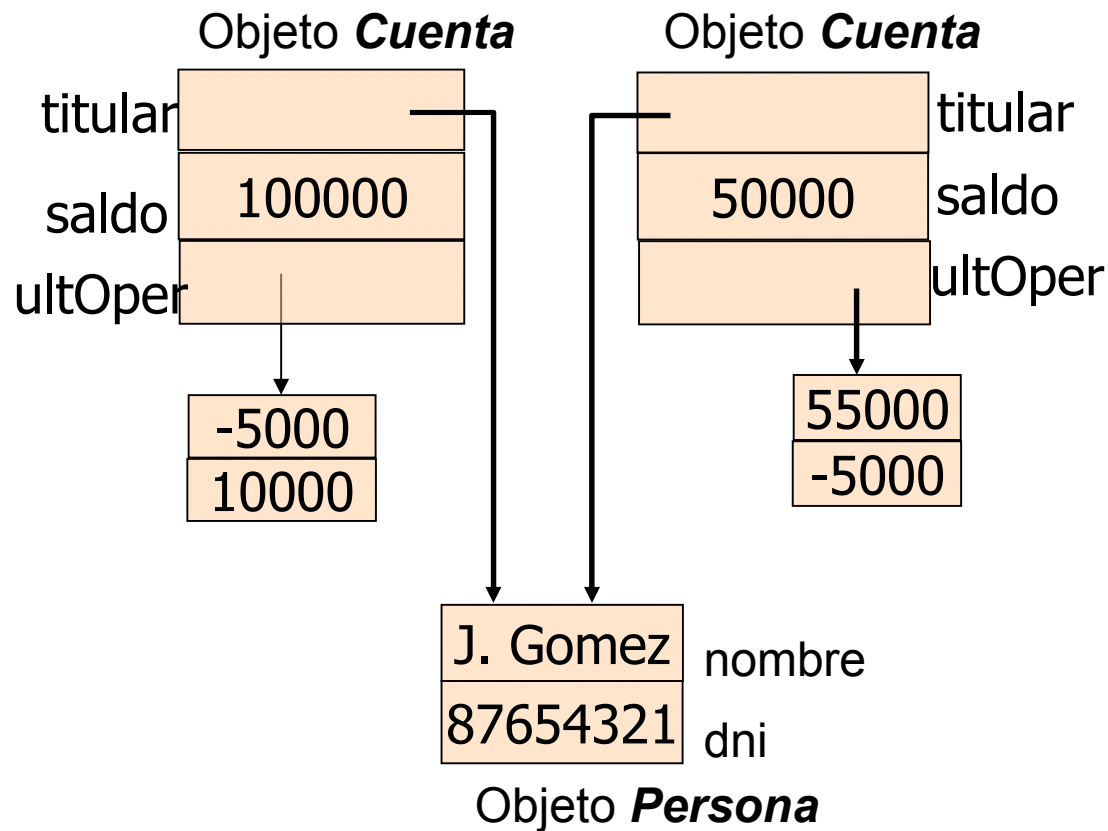 Objeto Cuenta
Objeto Cuenta
titular
titular
saldo
100000
50000
saldo
ultOper
ultOper
-5000
10000
55000
-5000
J. Gomez
nombre
87654321
dni
Objeto Persona